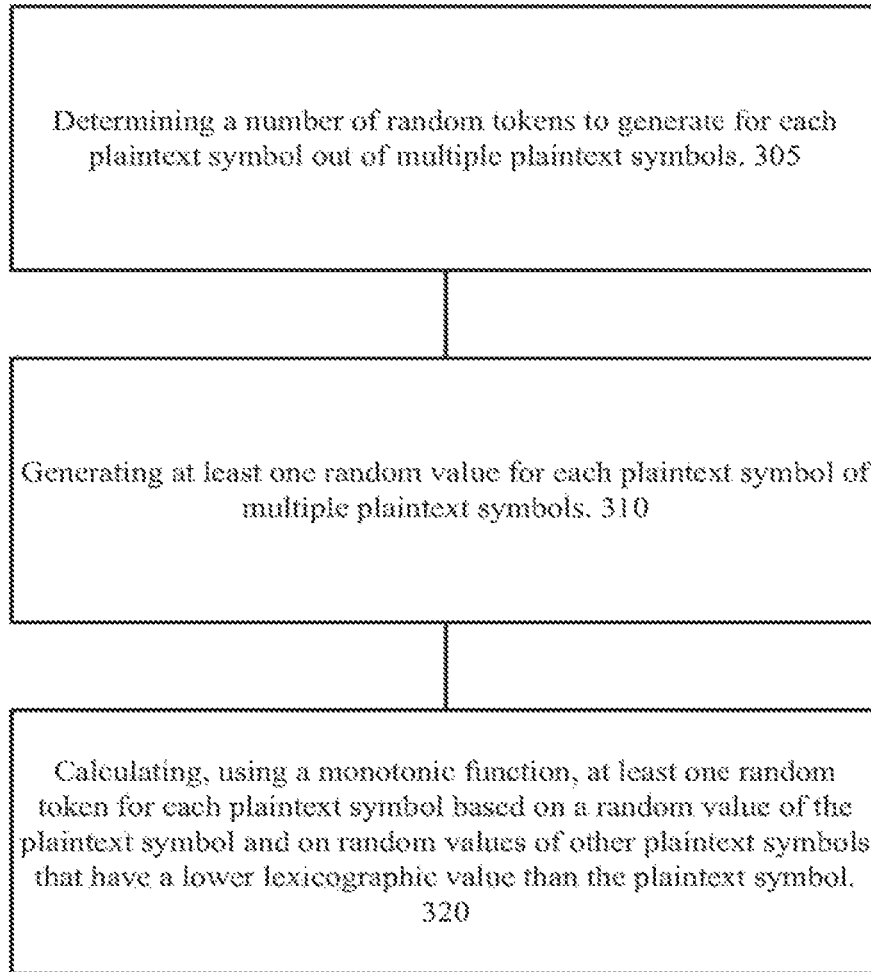 Determining a number of random tokens to generate for each
plaintext symbol out of multiple plaintext symbols. 305
Generating at least one random value for each plaintext symbol of
multiple plaintext symbols. 310
Calculating, using a monotonic function, at least one random
token for each plaintext symbol based on a random value of the
plaintext symbol and on random values of other plaintext symbols
that have a lower lexicographic value than the plaintext symbol.
320